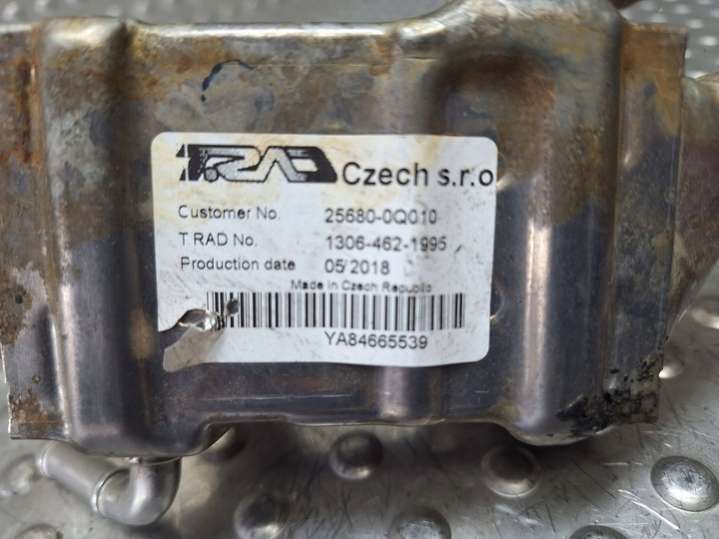 TRAD Czech s.r.o
Customer No. 25680-0Q010
T RAD No. 1306-462-1995
Production date 05/2018
Made in Czech Republic
YA84665539